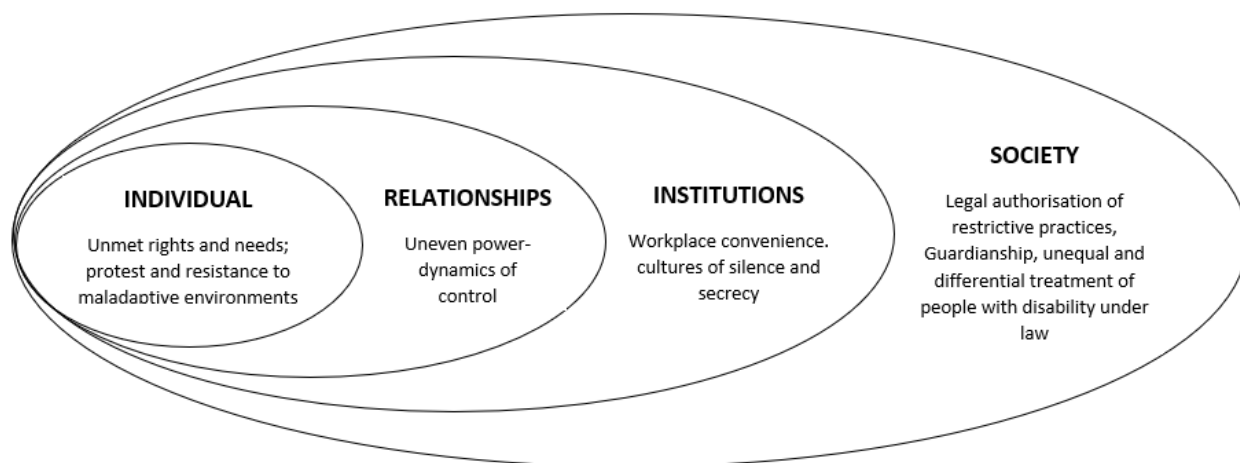 INDIVIDUAL
Unmet rights and needs;
protest and resistance to
maladaptive environments
RELATIONSHIPS
Uneven power-
dynamics of
control
INSTITUTIONS
Workplace convenience.
cultures of silence and
secrecy
SOCIETY
Legal authorisation of
restrictive practices,
Guardianship, unequal and
differential treatment of
people with disability under
law